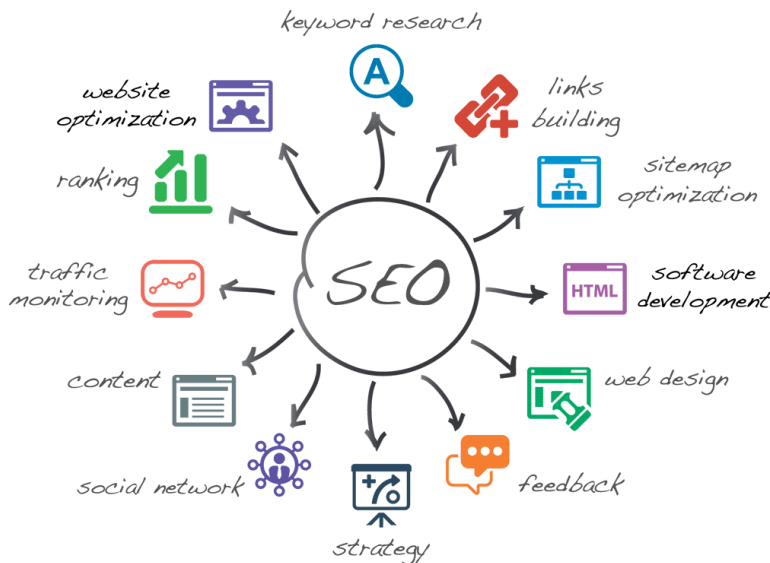 keyword research
A
website
optimization
links
building
ranking
sitemap
optimization
SEO
traffic
monitoring
HTML
software
development
content
web design
social network
feedback
strategy